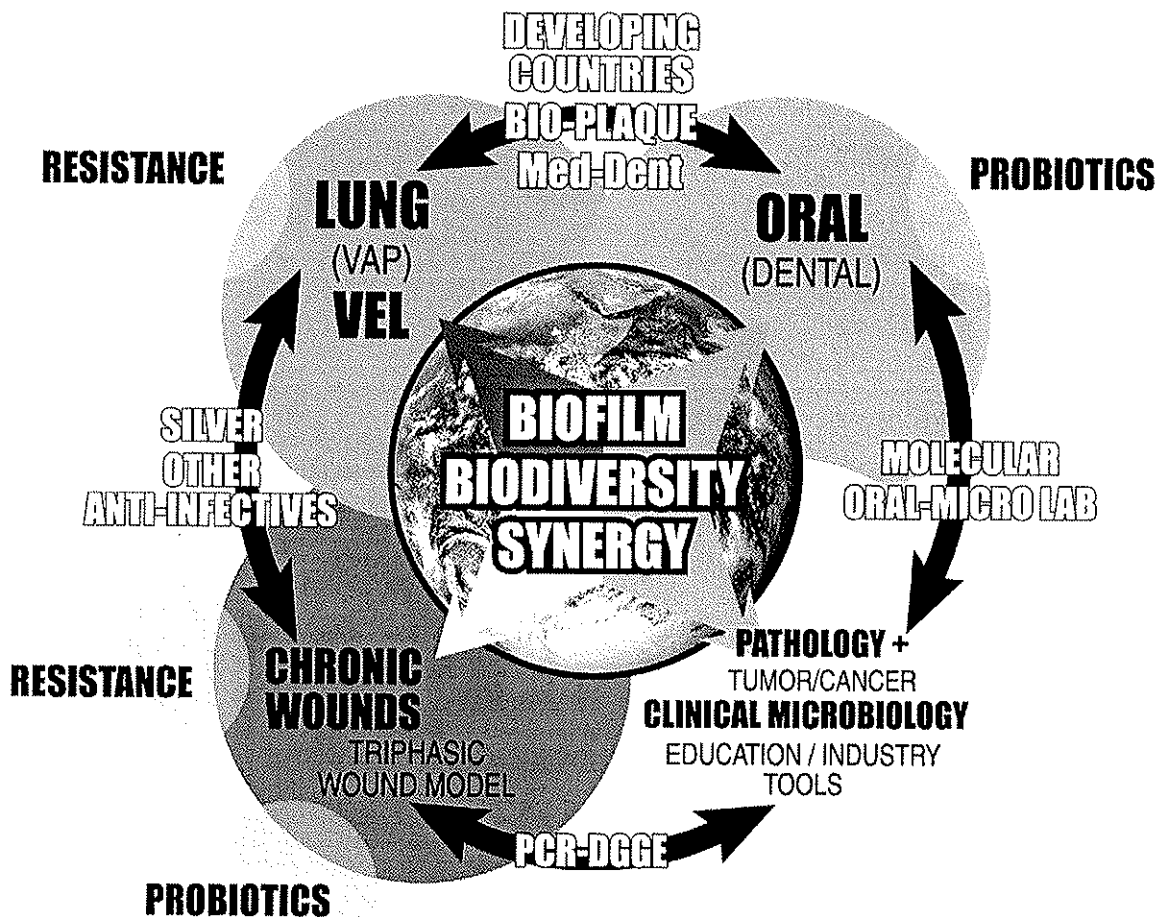 DEVELOPING
COUNTRIES
BIO-PLAQUE
Med-Dent
RESISTANCE
PROBIOTICS
LUNG
(VAP)
VEL
ORAL
(DENTAL)
BIOFILM
BIODIVERSITY
SYNERGY
SILVER
OTHER
ANTI-INFECTIVES
MOLECULAR
ORAL-MICRO LAB
RESISTANCE
CHRONIC
WOUNDS
TRIPHASIC
WOUND MODEL
PATHOLOGY +
TUMOR/CANCER
CLINICAL MICROBIOLOGY
EDUCATION / INDUSTRY
TOOLS
PCR-DGGE
PROBIOTICS